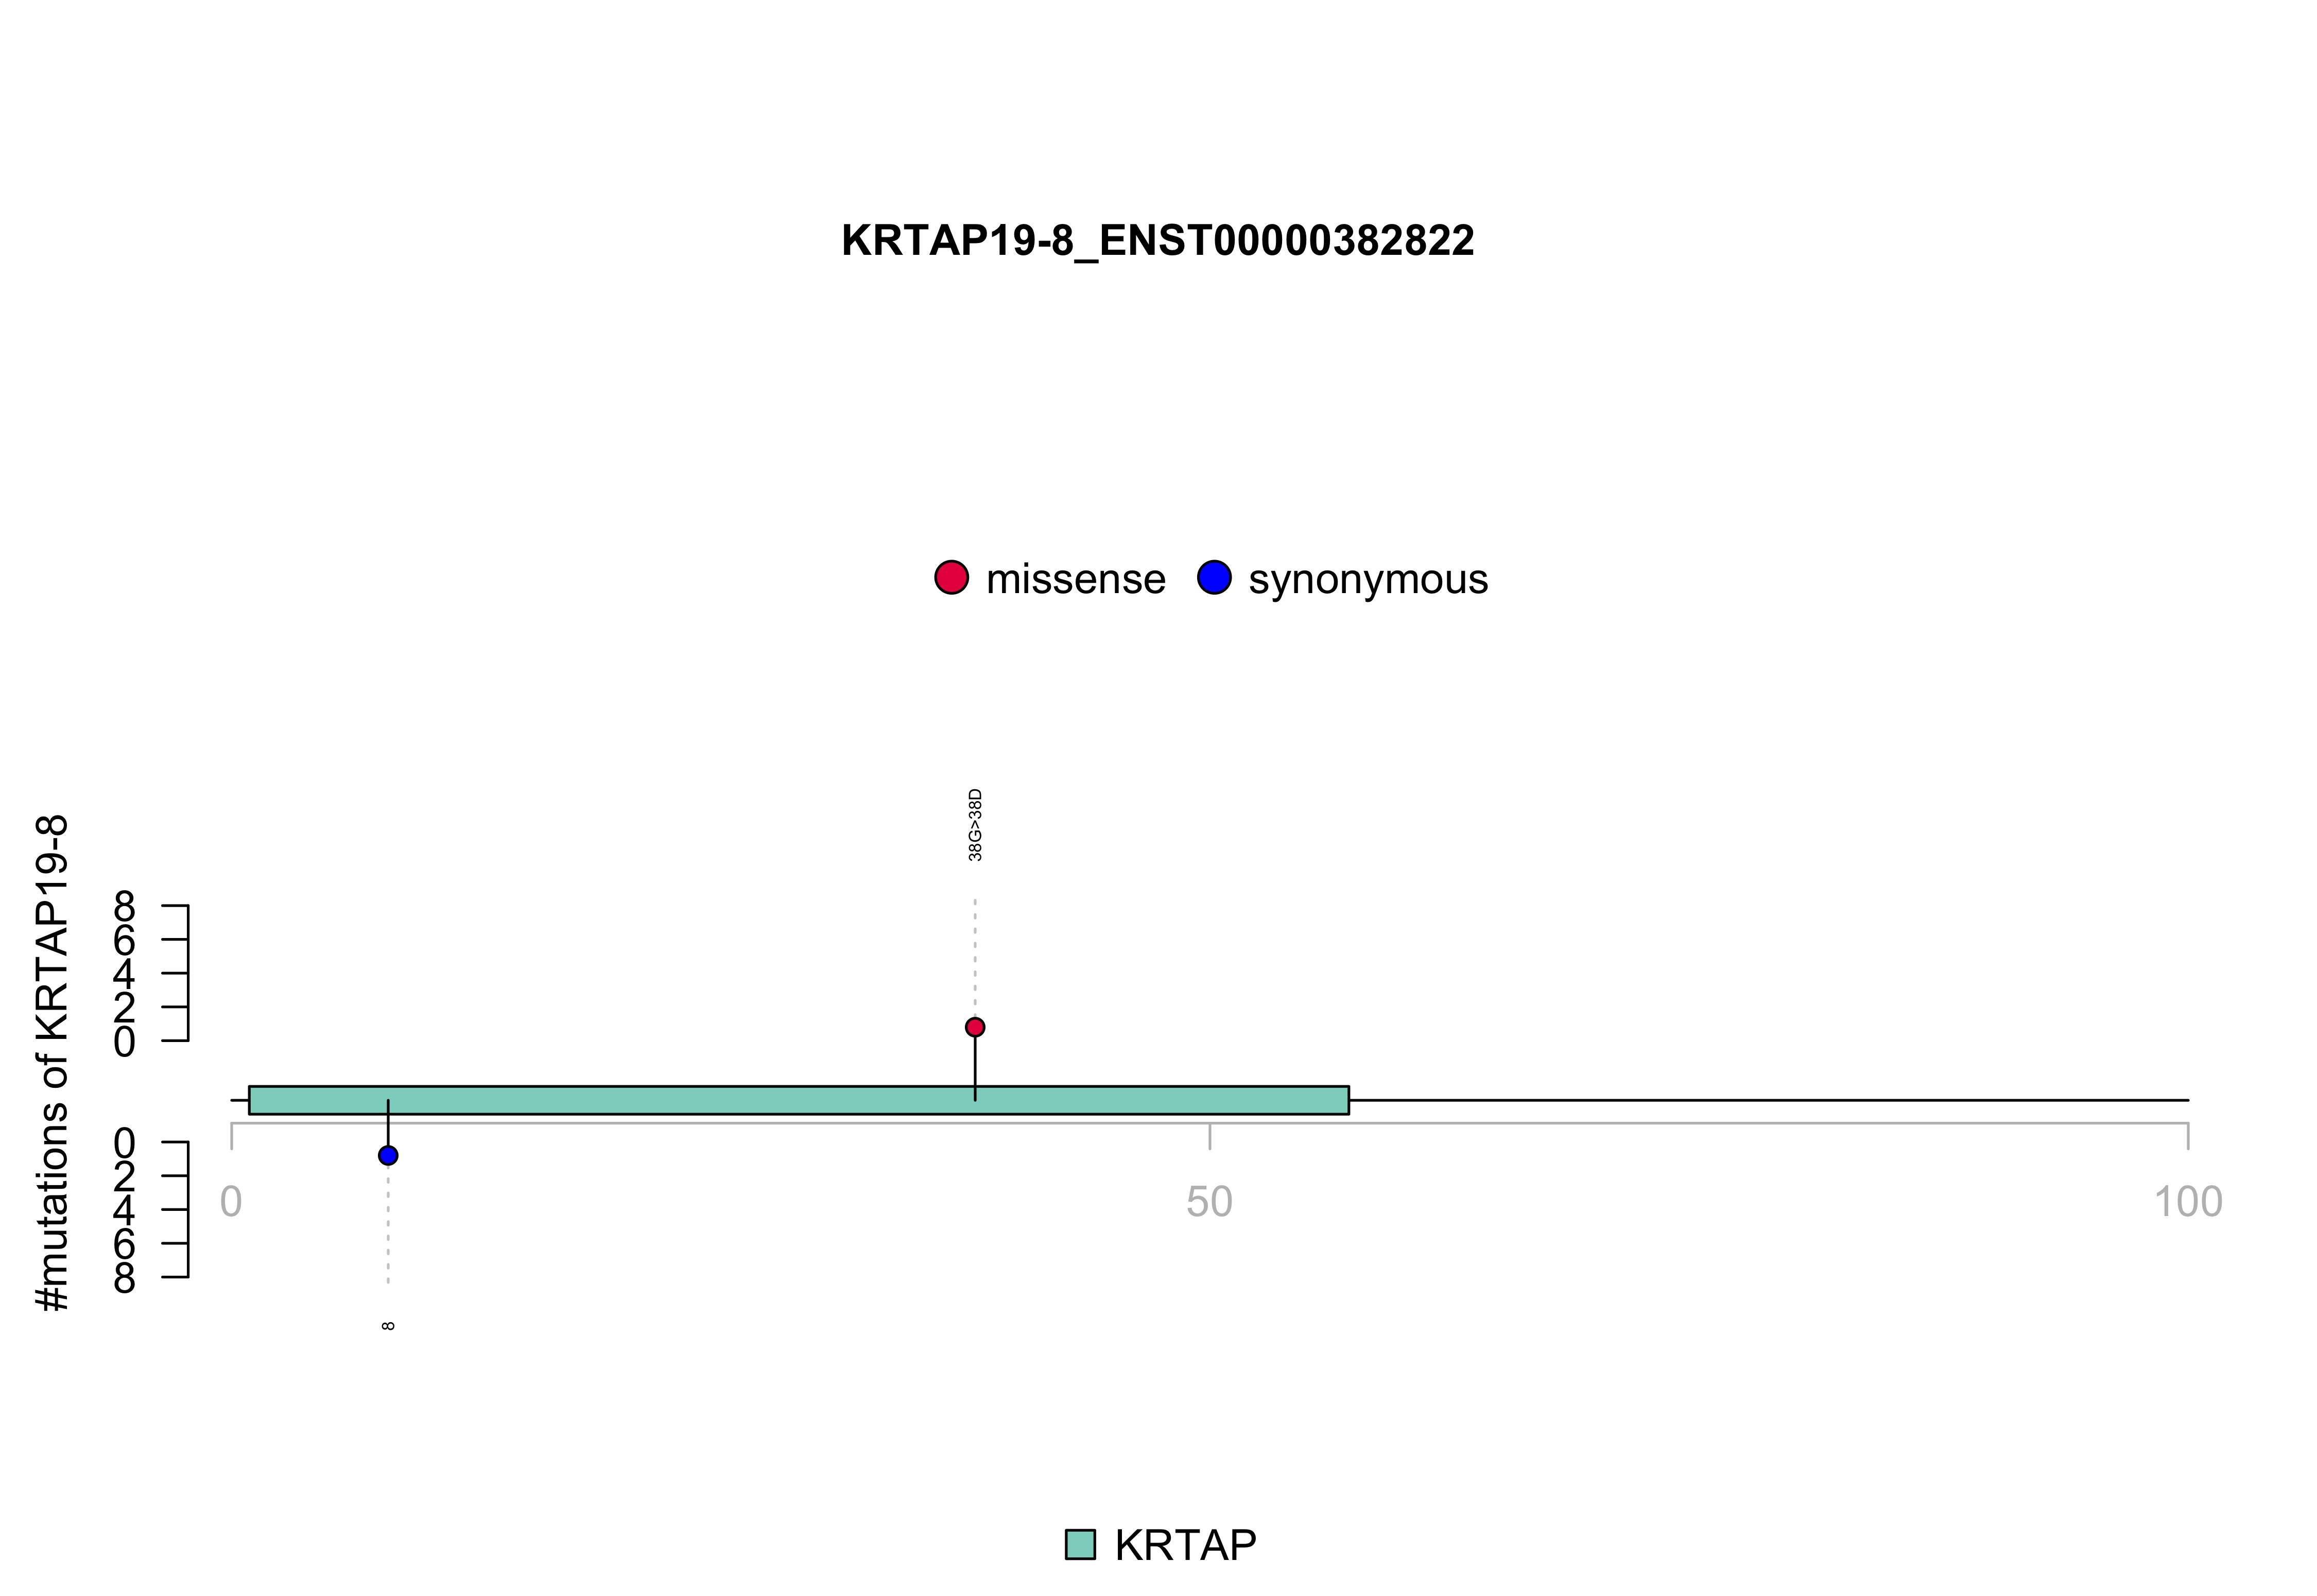 KRTAP19-8_ENST00000382822
missense synonymous
#mutations of KRTAP19-8
38G>38D
8
6
4
2
0
0
2
4
6
8
0 50 100
8
KRTAP